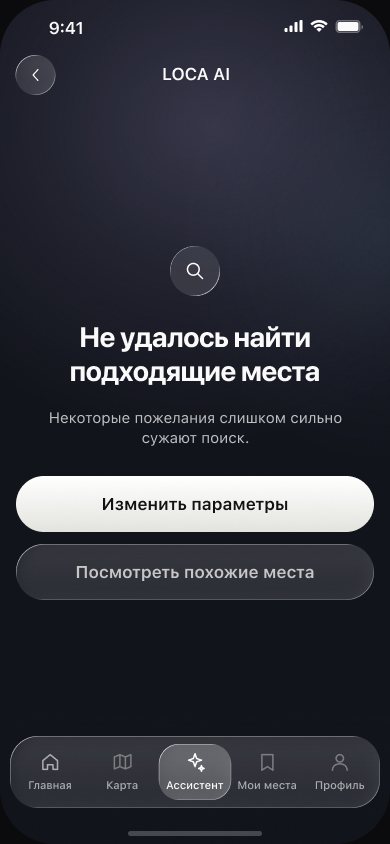 9:41
LOCA AI
Не удалось найти
подходящие места
Некоторые пожелания слишком сильно
сужают поиск.
Изменить параметры
Посмотреть похожие места
Главная
Карта
Ассистент
Мои места
Профиль